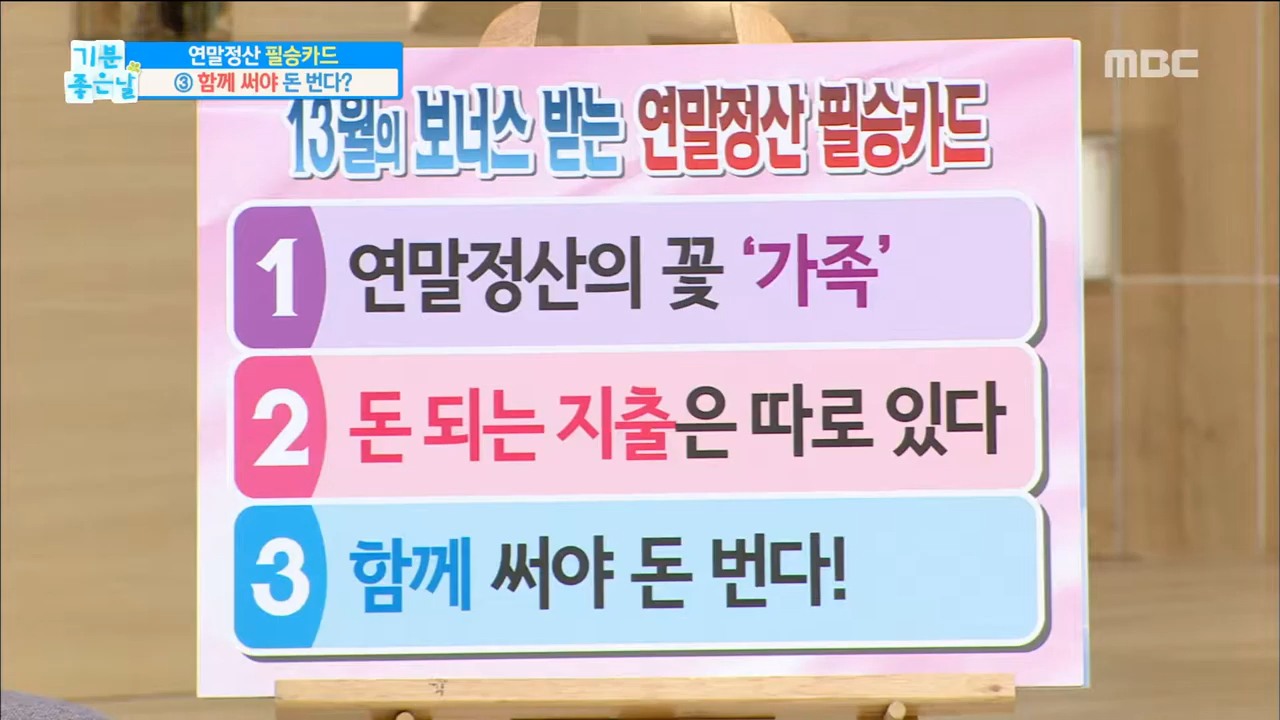 기분
좋은날
연말정산 필승카드
③ 함께 써야 돈 번다?
MBC
13월의 보너스 받는 연말정산 필승카드
1 연말정산의 꽃 ‘가족’
2 돈 되는 지출은 따로 있다
3 함께 써야 돈 번다!